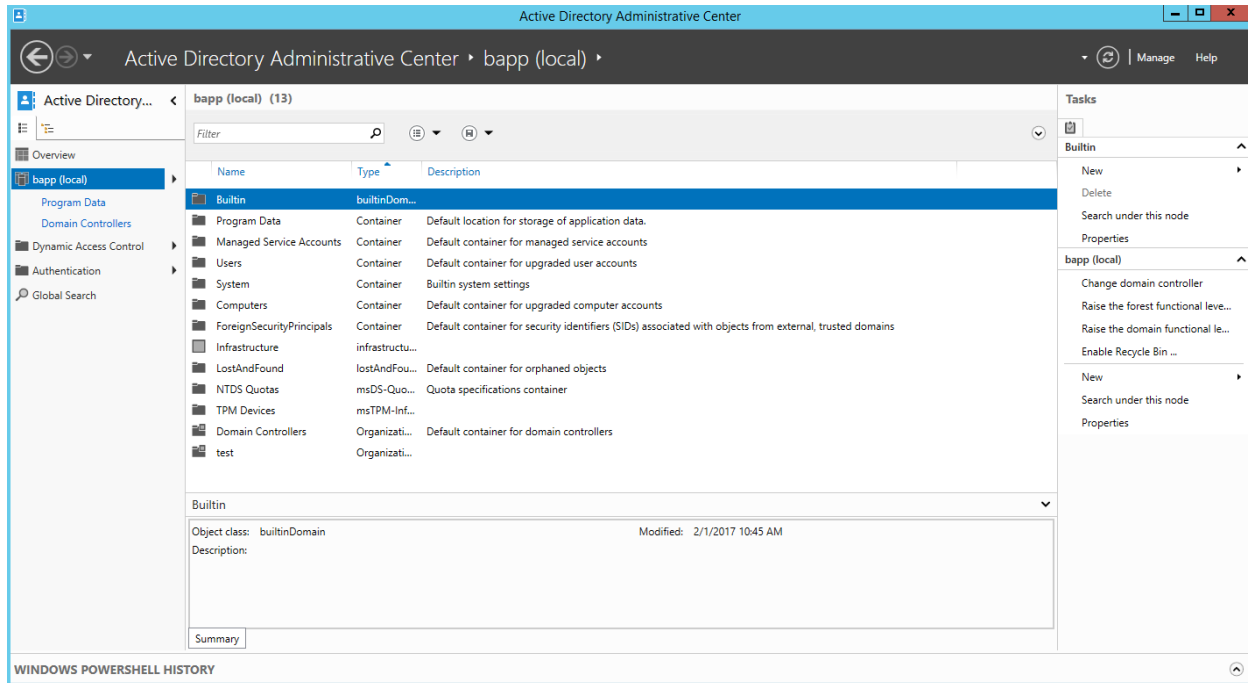 Active Directory Administrative Center
Active Directory Administrative Center • bapp (local) •
Manage Help
Active Directory...
Overview
bapp (local)
Program Data
Domain Controllers
Dynamic Access Control
Authentication
Global Search
bapp (local) (13)
Filter
Name Type Description
Builtin builtinDom...
Program Data Container Default location for storage of application data.
Managed Service Accounts Container Default container for managed service accounts
Users Container Default container for upgraded user accounts
System Container Builtin system settings
Computers Container Default container for upgraded computer accounts
ForeignSecurityPrincipals Container Default container for security identifiers (SIDs) associated with objects from external, trusted domains
Infrastructure infrastructu...
LostAndFound lostAndFou... Default container for orphaned objects
NTDS Quotas msDS-Quo... Quota specifications container
TPM Devices msTPM-Inf...
Domain Controllers Organizati... Default container for domain controllers
test Organizati...
Builtin
Object class: builtinDomain Modified: 2/1/2017 10:45 AM
Description:
Summary
Tasks
Builtin
New
Delete
Search under this node
Properties
bapp (local)
Change domain controller
Raise the forest functional leve...
Raise the domain functional le...
Enable Recycle Bin ...
New
Search under this node
Properties
WINDOWS POWERSHELL HISTORY